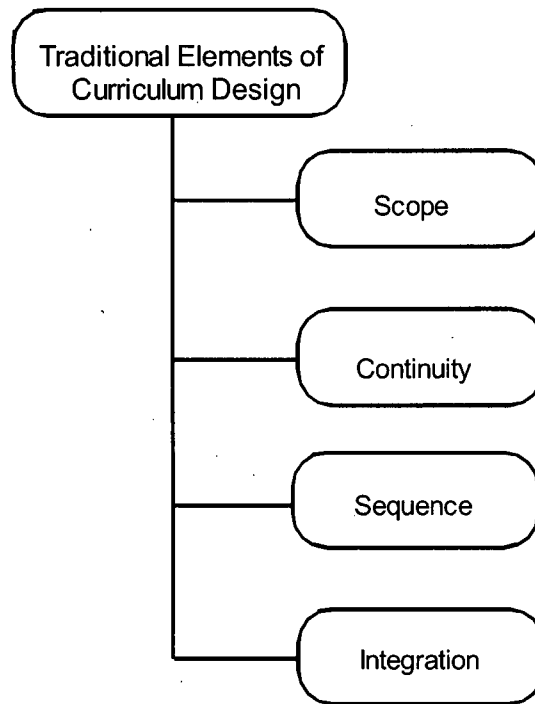 Traditional Elements of
Curriculum Design
Scope
Continuity
Sequence
Integration